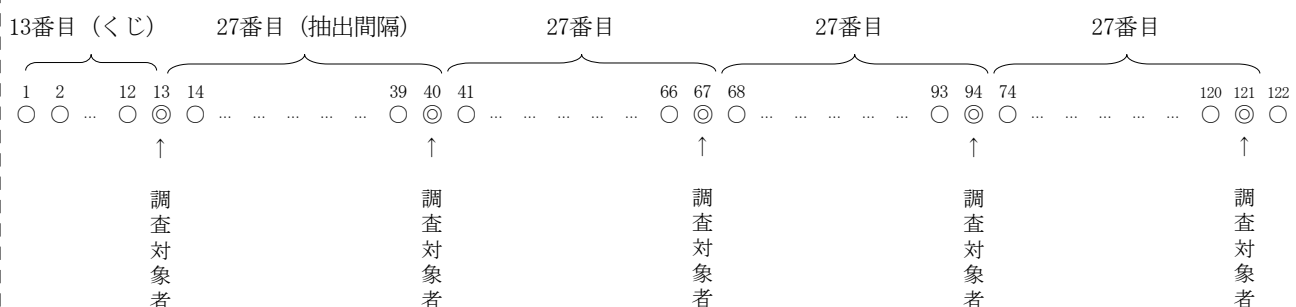 13番目（くじ） 27番目（抽出間隔） 27番目 27番目 27番目
1 2 12 13 14 39 40 41 66 67 68 93 94 74 120 121 122
○ ○ … ○ ◎ ○ … … … … … ○ ◎ ○ … … … … … ○ ◎ ○ … … … … … ○ ◎ ○ … … … … … ○ ◎ ○
↑ ↑ ↑ ↑ ↑
調査対象者 調査対象者 調査対象者 調査対象者 調査対象者